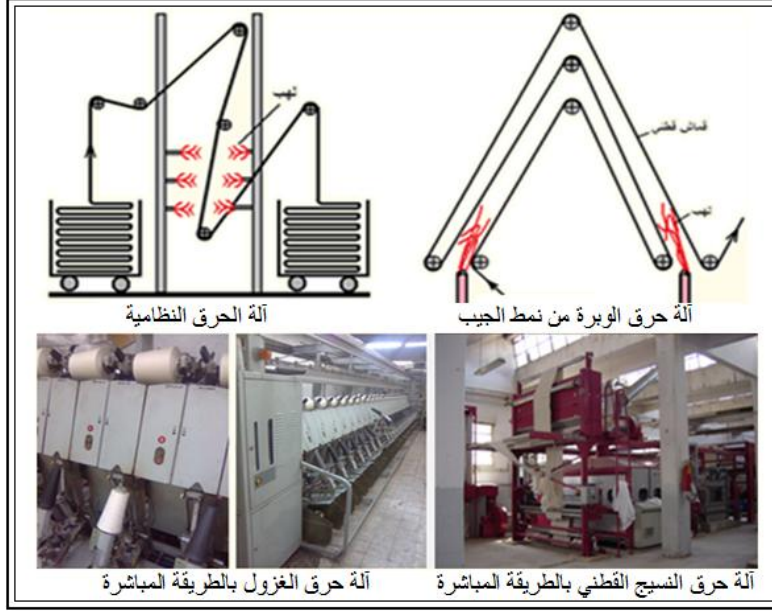 لهب
قماش قطني
لهب
آلة حرق الوبرة من نمط الجيب
آلة الحرق النظامية
آلة حرق النسيج القطني بالطريقة المباشرة
آلة حرق الغزول بالطريقة المباشرة